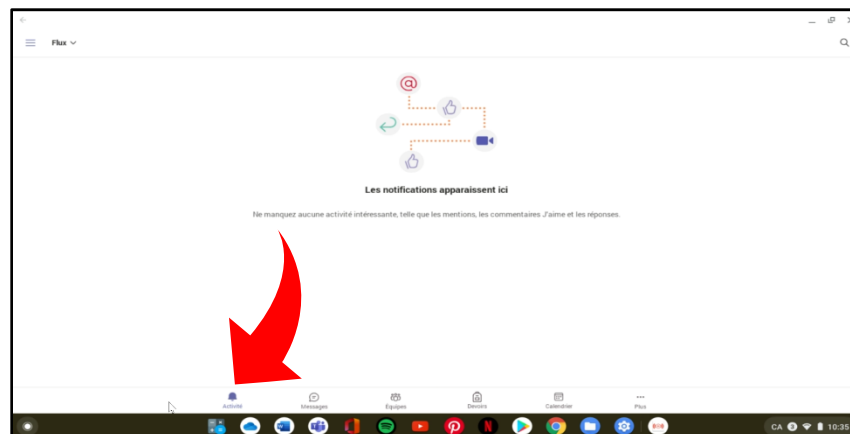 Flux
Les notifications apparaissent ici
Ne manquez aucune activité intéressante, telle que les mentions, les commentaires J'aime et les réponses.
Activité Messages Équipes Devoirs Calendrier Plus
CA 3 10:35